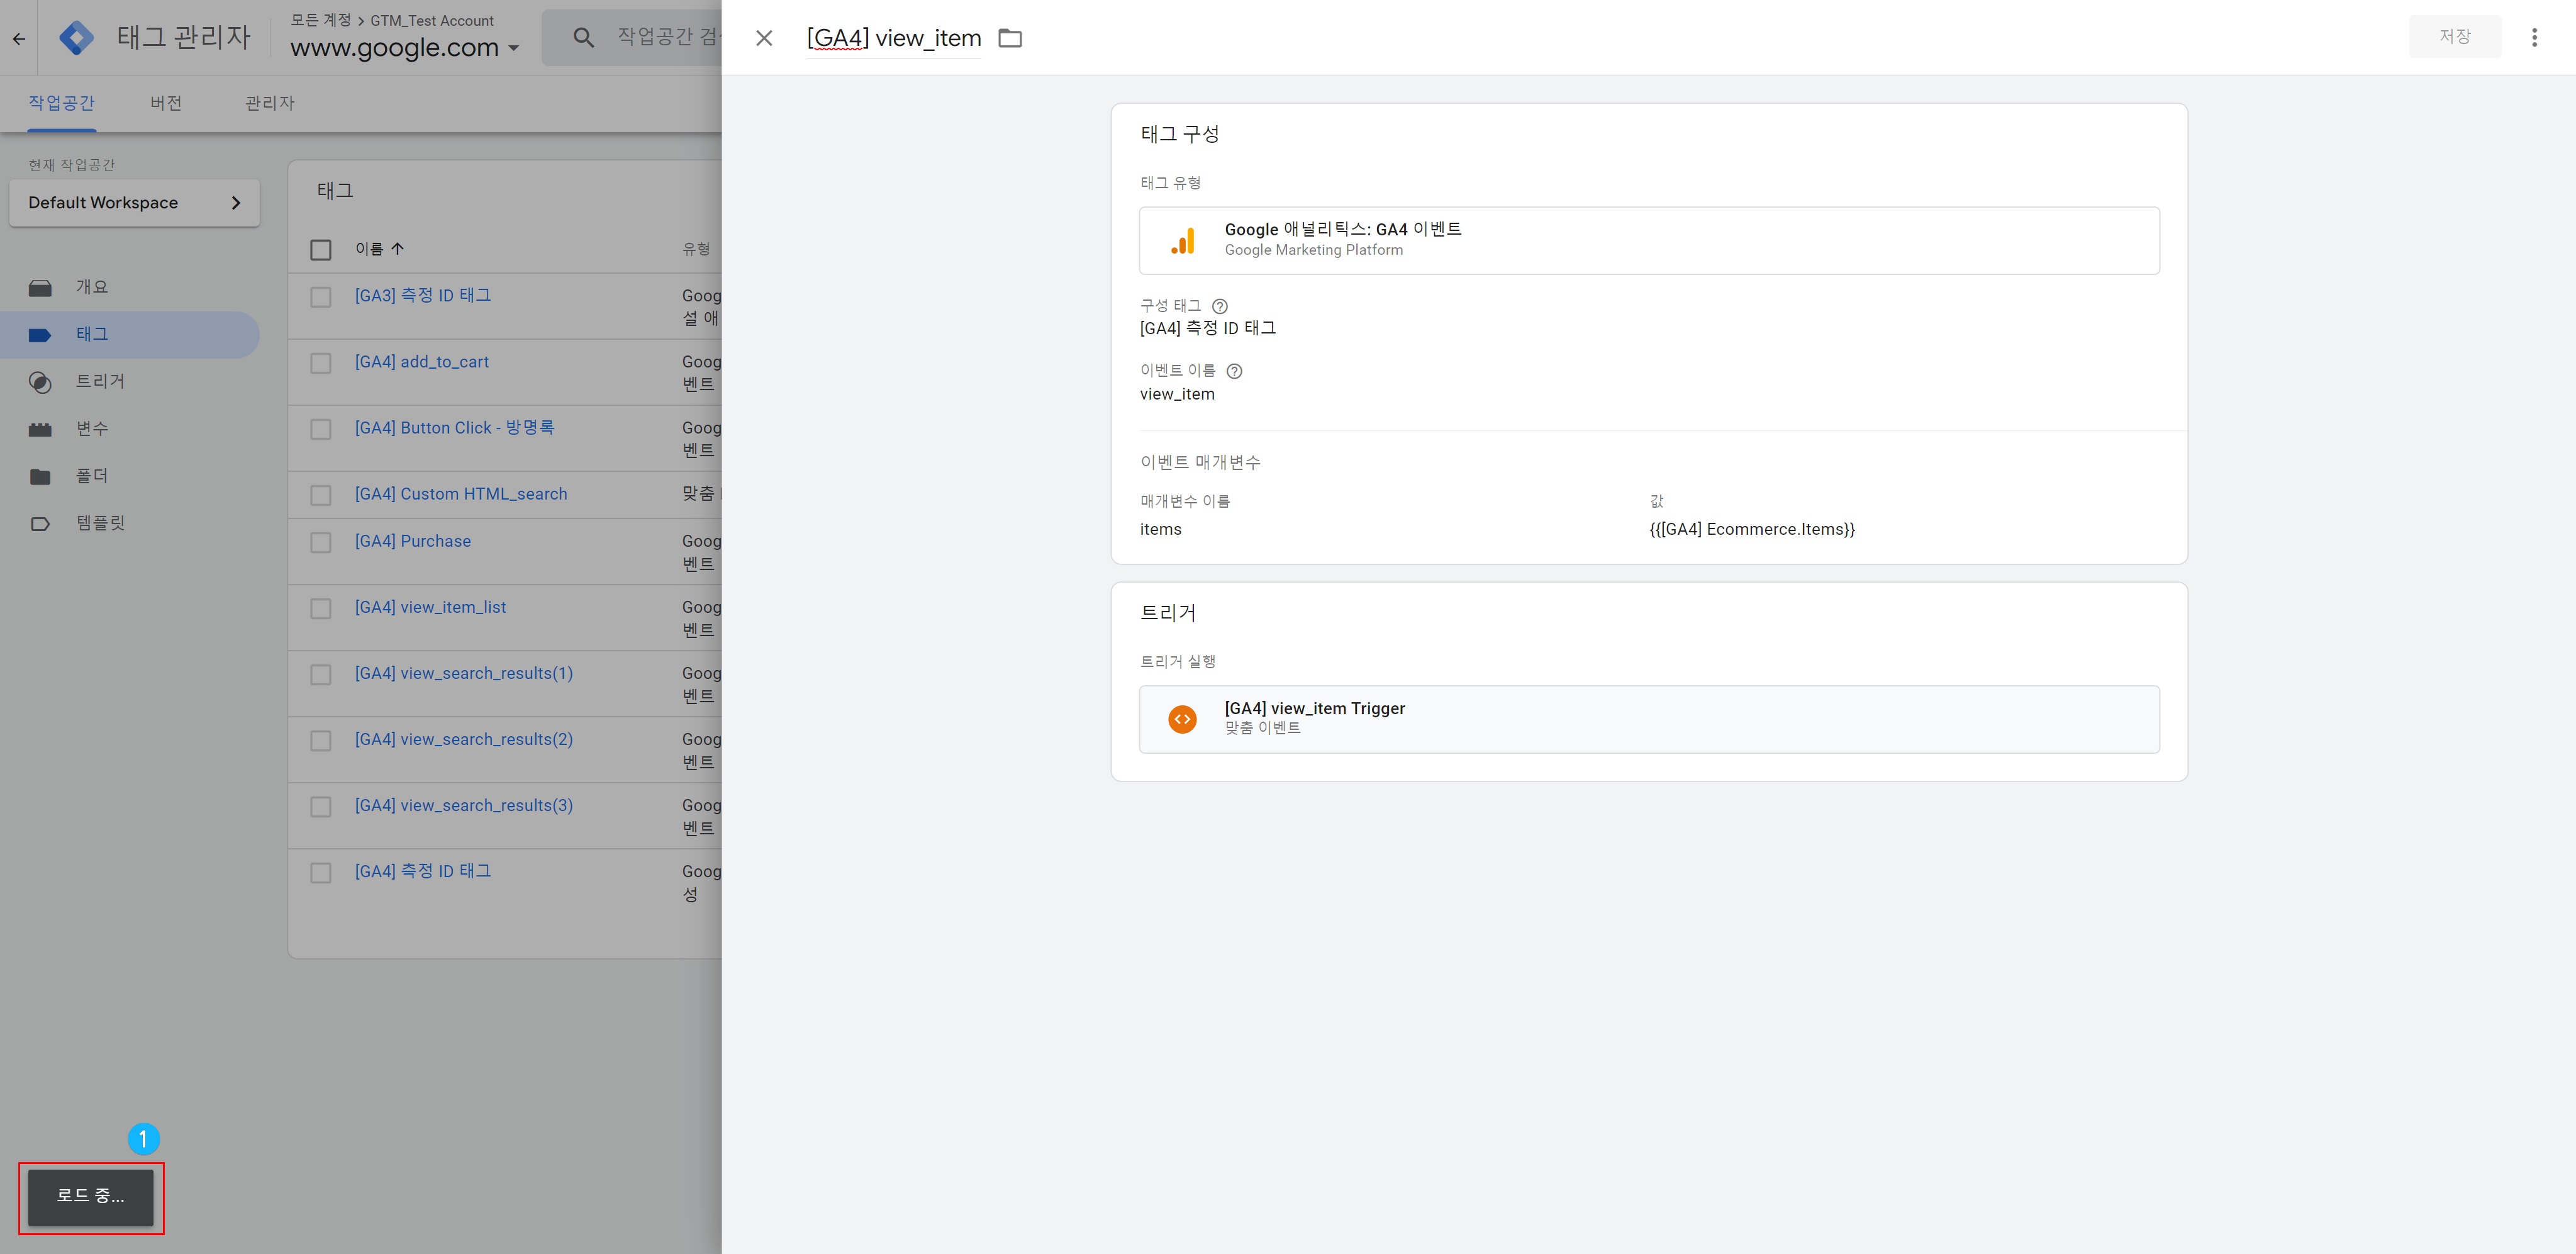 태그 관리자
모든 계정 > GTM_Test Account
www.google.com
작업공간 검
작업공간
버전
관리자
현재 작업공간
Default Workspace
개요
태그
트리거
변수
폴더
템플릿
태그
이름
유형
[GA3] 측정 ID 태그
Goog
설 애
[GA4] add_to_cart
Goog
벤트
[GA4] Button Click - 방명록
Goog
벤트
[GA4] Custom HTML_search
맞춤
[GA4] Purchase
Goog
벤트
[GA4] view_item_list
Goog
벤트
[GA4] view_search_results(1)
Goog
벤트
[GA4] view_search_results(2)
Goog
벤트
[GA4] view_search_results(3)
Goog
벤트
[GA4] 측정 ID 태그
Goog
성
1
로드 중...
[GA4] view_item
저장
태그 구성
태그 유형
Google 애널리틱스: GA4 이벤트
Google Marketing Platform
구성 태그
[GA4] 측정 ID 태그
이벤트 이름
view_item
이벤트 매개변수
매개변수 이름
값
items
{{[GA4] Ecommerce.Items}}
트리거
트리거 실행
[GA4] view_item Trigger
맞춤 이벤트